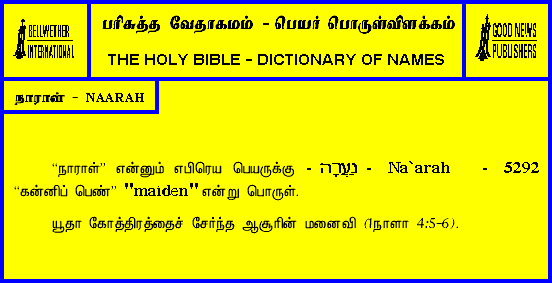 BELLWETHER
INTERNATIONAL
பரிசுத்த வேதாகமம் - பெயர் பொருள்விளக்கம்
THE HOLY BIBLE - DICTIONARY OF NAMES
GOOD NEWS
PUBLISHERS
நாராள் - NAARAH
“நாராள்” என்னும் எபிரெய பெயருக்கு - נַעֲרָה - Na`arah - 5292
“கன்னிப் பெண்” "maiden" என்று பொருள்.
யூதா கோத்திரத்தைச் சேர்ந்த ஆசூரின் மனைவி (1நாளா 4:5-6).